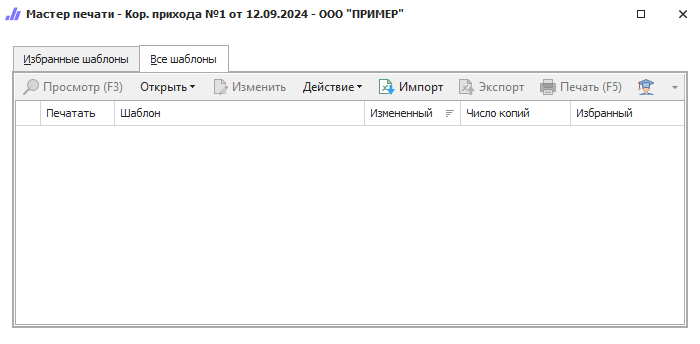 Мастер печати - Кор. прихода №1 от 12.09.2024 - ООО "ПРИМЕР"
Избранные шаблоны Все шаблоны
Просмотр (F3) Открыть Изменить Действие Импорт Экспорт Печать (F5)
Печатать Шаблон Измененный Число копий Избранный